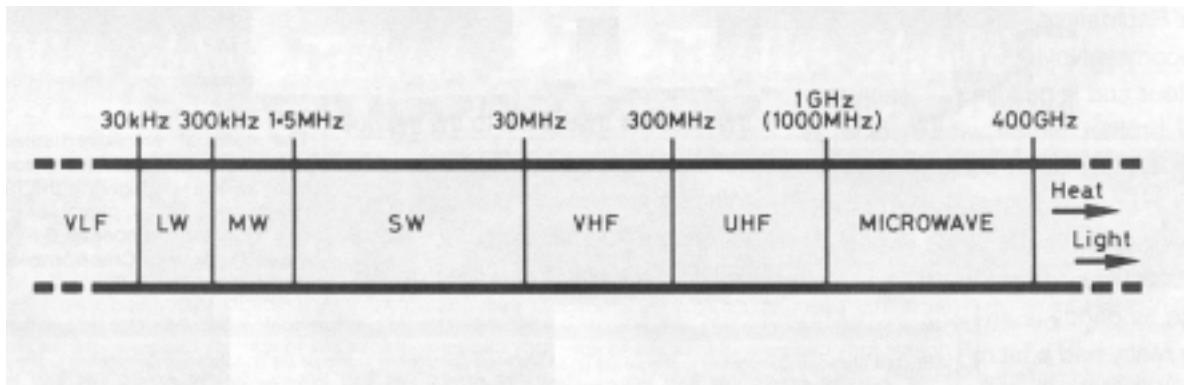 1GHz
30kHz 300kHz 1-5MHz 30MHz 300MHz (1000MHz) 400GHz
Heat
VLF LW MW SW VHF UHF MICROWAVE
Light